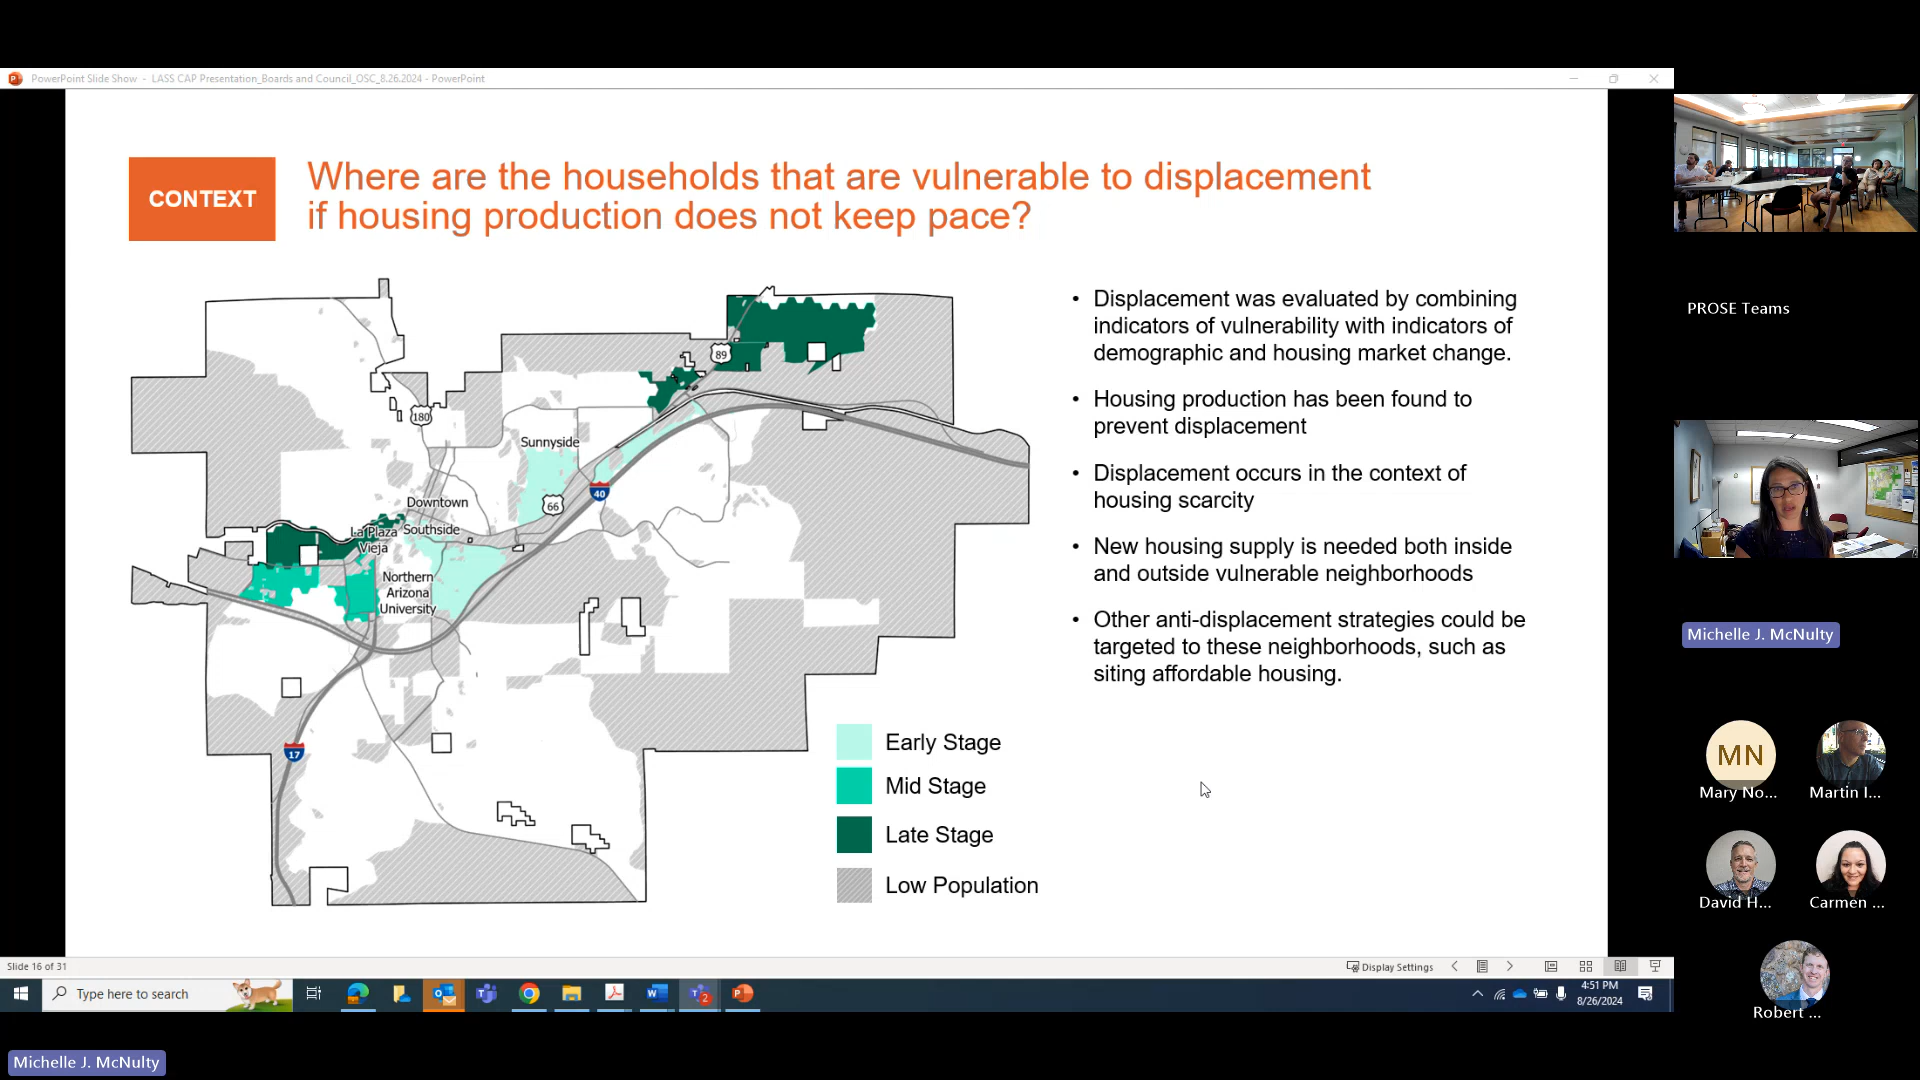 PowerPoint Slide Show - LASS CAP Presentation_Boards and Council_OSC_8.26.2024 - PowerPoint
CONTEXT
Where are the households that are vulnerable to displacement
if housing production does not keep pace?
89
180
Sunnyside
40
66
Downtown
La Plaza
Vieja
Southside
Northern
Arizona
University
17
Early Stage
Mid Stage
Late Stage
Low Population
• Displacement was evaluated by combining
indicators of vulnerability with indicators of
demographic and housing market change.
• Housing production has been found to
prevent displacement
• Displacement occurs in the context of
housing scarcity
• New housing supply is needed both inside
and outside vulnerable neighborhoods
• Other anti-displacement strategies could be
targeted to these neighborhoods, such as
siting affordable housing.
PROSE Teams
Michelle J. McNulty
MN
Mary No...
Martin I...
David H...
Carmen ...
Robert ...
Slide 16 of 31
Display Settings
Type here to search
2
4:51 PM
8/26/2024
Michelle J. McNulty